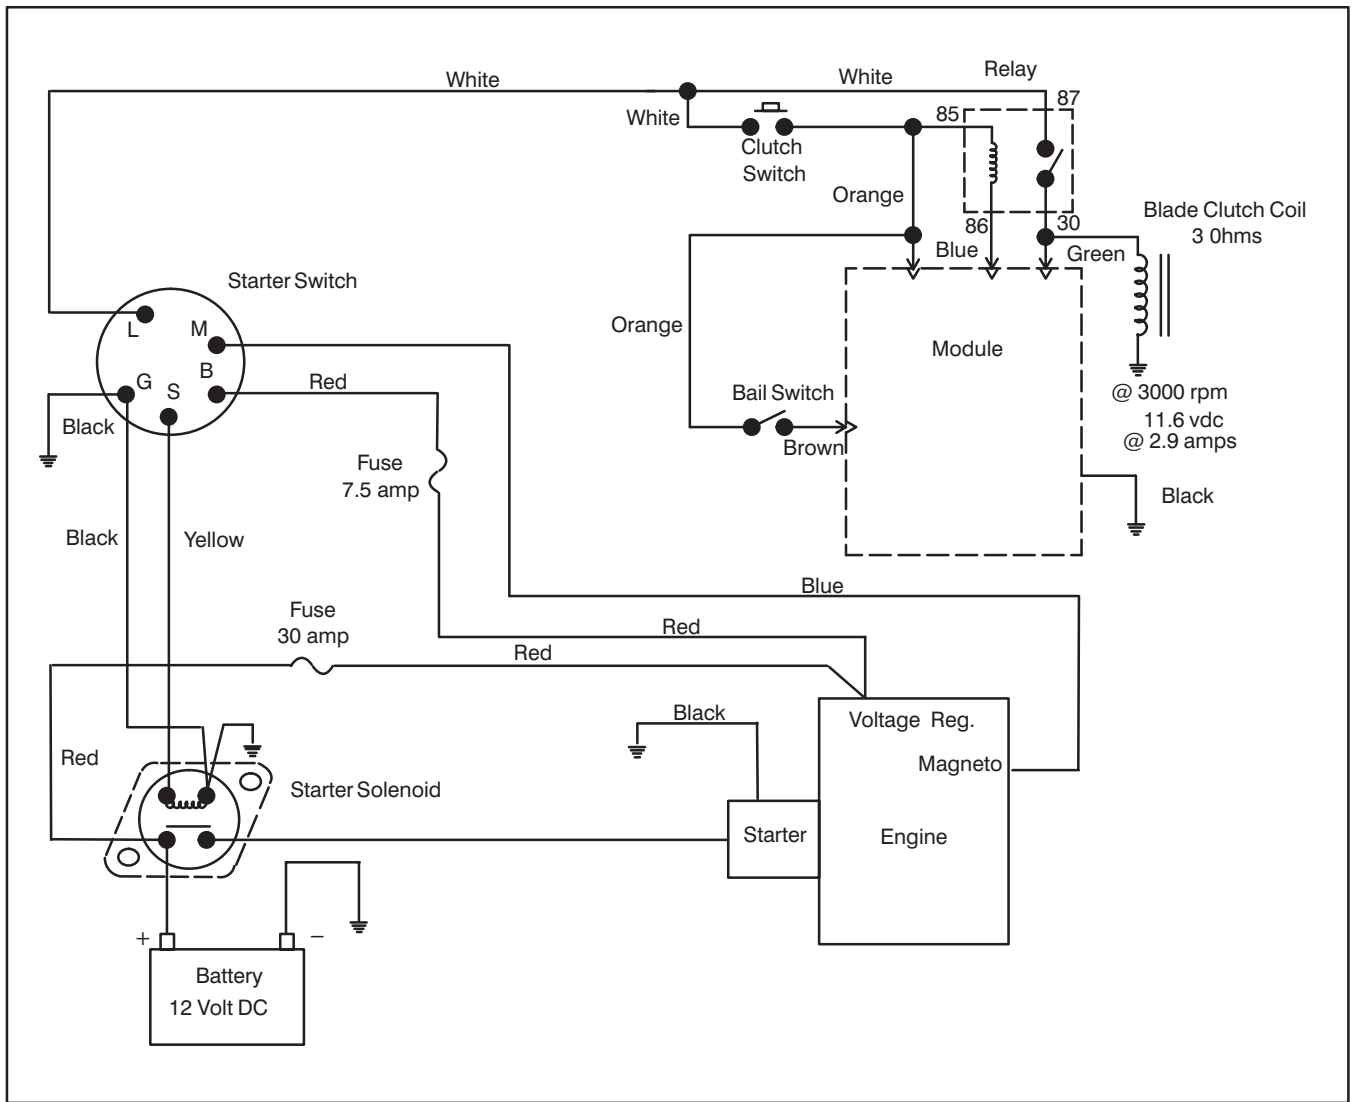 White
White
Relay
87
White
85
Clutch
Switch
Orange
86
30
Blade Clutch Coil
3 0hms
Blue
Green
Starter Switch
L
M
Orange
Module
B
G
S
Red
Bail Switch
@ 3000 rpm
11.6 vdc
@ 2.9 amps
Black
Brown
Fuse
7.5 amp
Black
Black
Yellow
Blue
Fuse
30 amp
Red
Red
Black
Voltage Reg.
Red
Magneto
Starter Solenoid
Starter
Engine
+
−
Battery
12 Volt DC